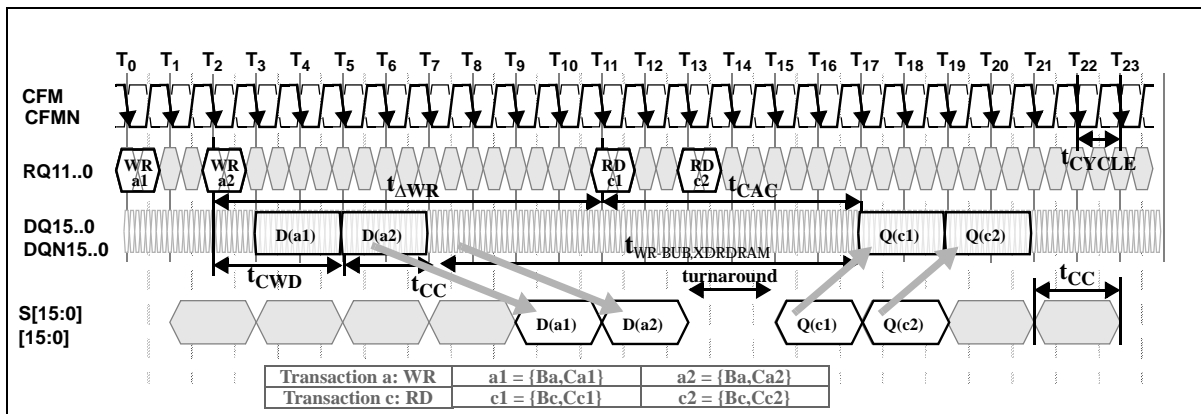 T0 T1 T2 T3 T4 T5 T6 T7 T8 T9 T10 T11 T12 T13 T14 T15 T16 T17 T18 T19 T20 T21 T22 T23
CFM
CFMN
tCYCLE
RQ11..0
WR a1
WR a2
RD c1
RD c2
tΔWR
tCAC
DQ15..0
DQN15..0
D(a1)
D(a2)
Q(c1)
Q(c2)
tWR-BUB,XDRDRAM
tCWD
tCC
turnaround
tCC
S[15:0]
[15:0]
D(a1)
D(a2)
Q(c1)
Q(c2)
Transaction a: WR a1 = {Ba,Ca1} a2 = {Ba,Ca2}
Transaction c: RD c1 = {Bc,Cc1} c2 = {Bc,Cc2}